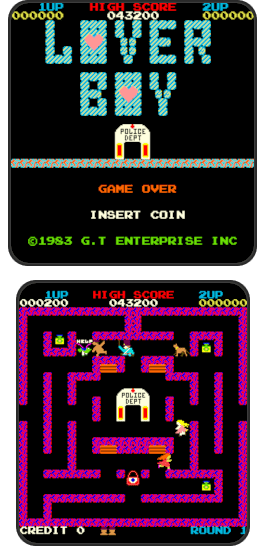 1UP HIGH SCORE 2UP
000000 043200 000000
LOVER
BOY
POLICE
DEPT
GAME OVER
INSERT COIN
©1983 G.T ENTERPRISE INC
1UP HIGH SCORE 2UP
000200 043200 000000
HELP
POLICE
DEPT
CREDIT 0 ROUND 1